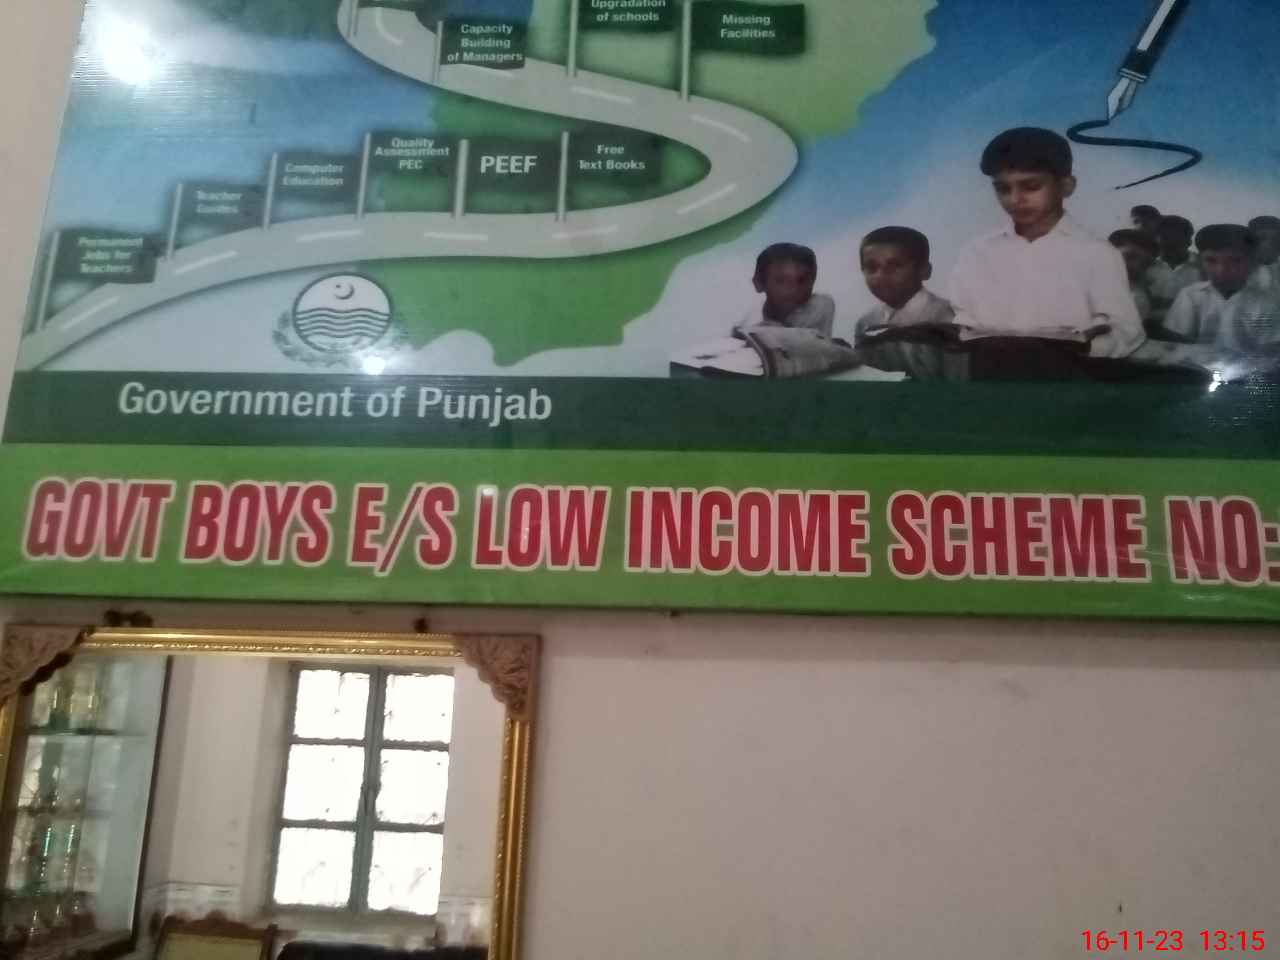 Upgradation
of schools
Missing
Facilities
Capacity
Building
of Managers
Quality
Assessment
PEC
PEEF
Free
Text Books
Computer
Education
Teacher
Guides
Permanent
Jobs for
Teachers
Government of Punjab
GOVT BOYS E/S LOW INCOME SCHEME NO:
16-11-23 13:15